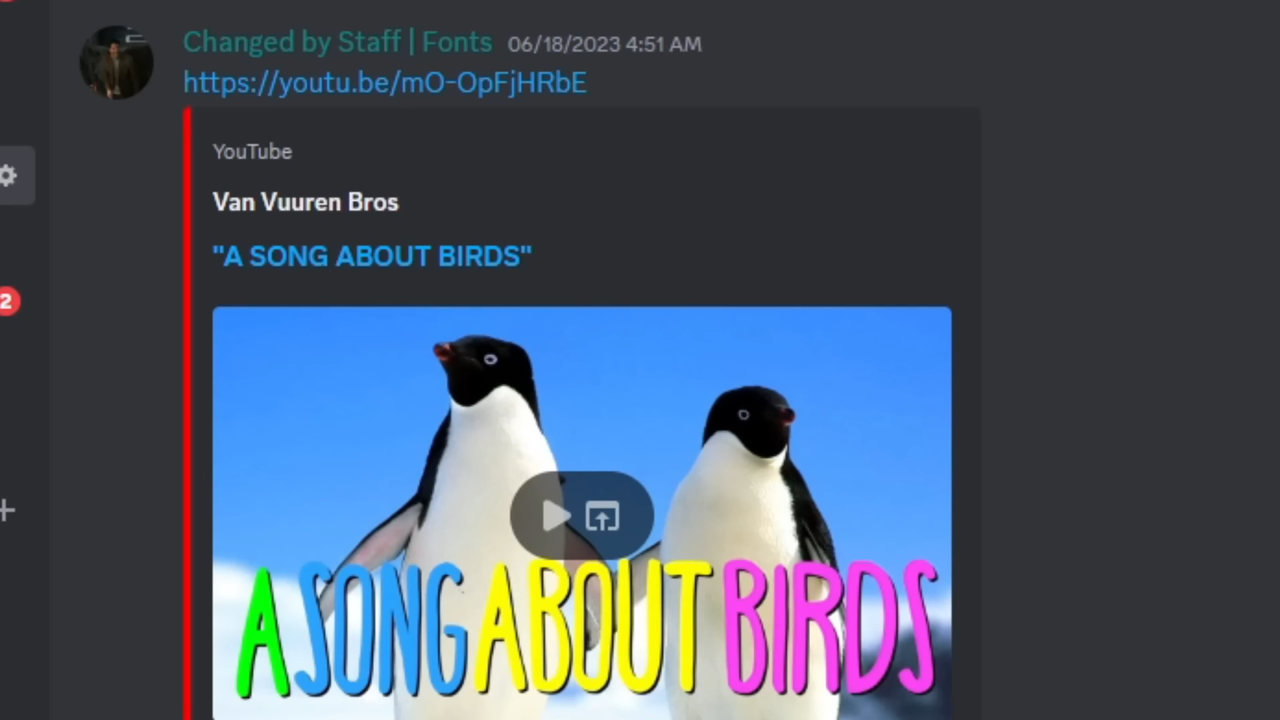 Changed by Staff | Fonts 06/18/2023 4:51 AM
https://youtu.be/mO-OpFjHRbE
YouTube
Van Vuuren Bros
"A SONG ABOUT BIRDS"
2
A SONG ABOUT BIRDS